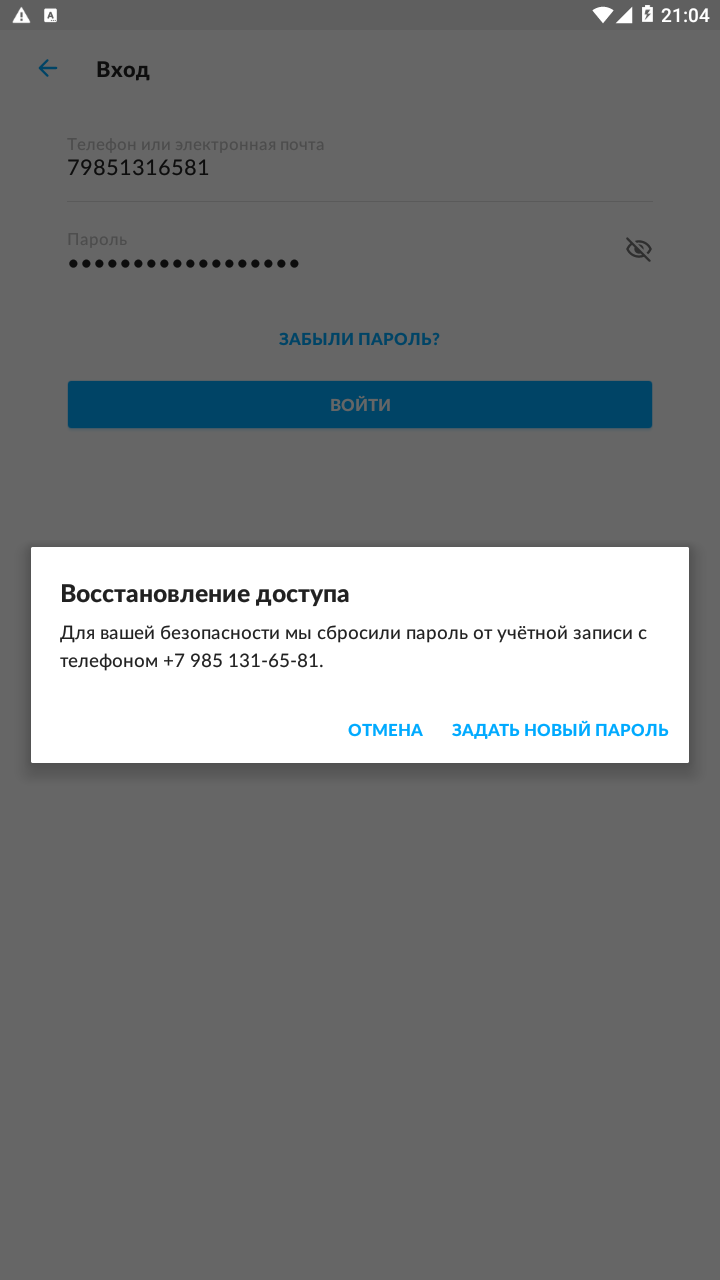 21:04
Вход
Телефон или электронная почта
79851316581
Пароль
••••••••••••••••••
ЗАБЫЛИ ПАРОЛЬ?
ВОЙТИ
Восстановление доступа
Для вашей безопасности мы сбросили пароль от учётной записи с
телефоном +7 985 131-65-81.
ОТМЕНА ЗАДАТЬ НОВЫЙ ПАРОЛЬ